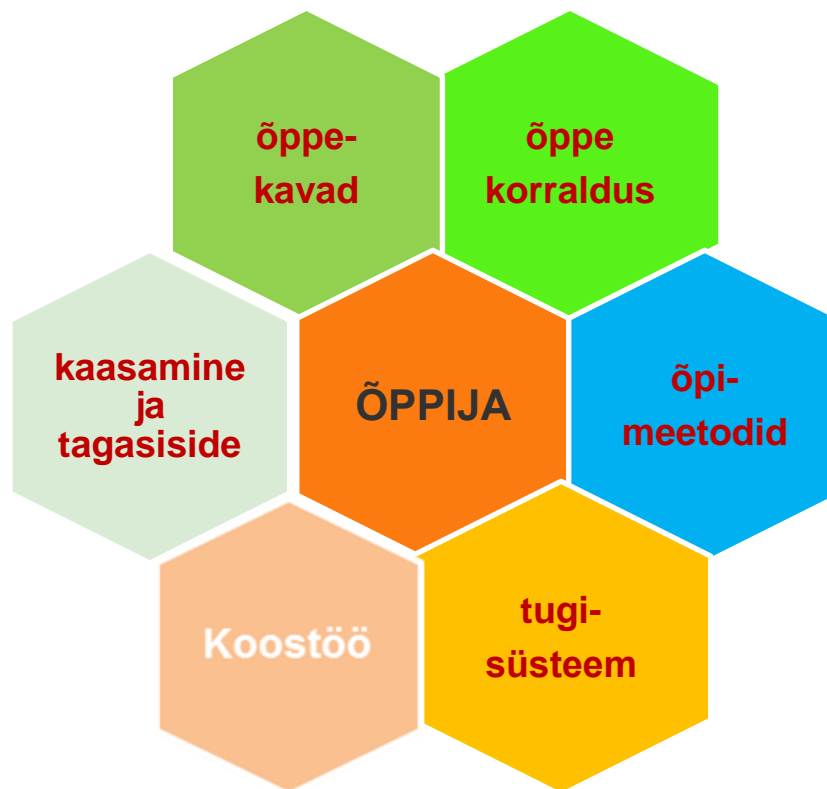 õppe-
kavad
õppe
korraldus
kaasamine
ja
tagasiside
ÕPPIJA
õpi-
meetodid
Koostöö
tugi-
süsteem